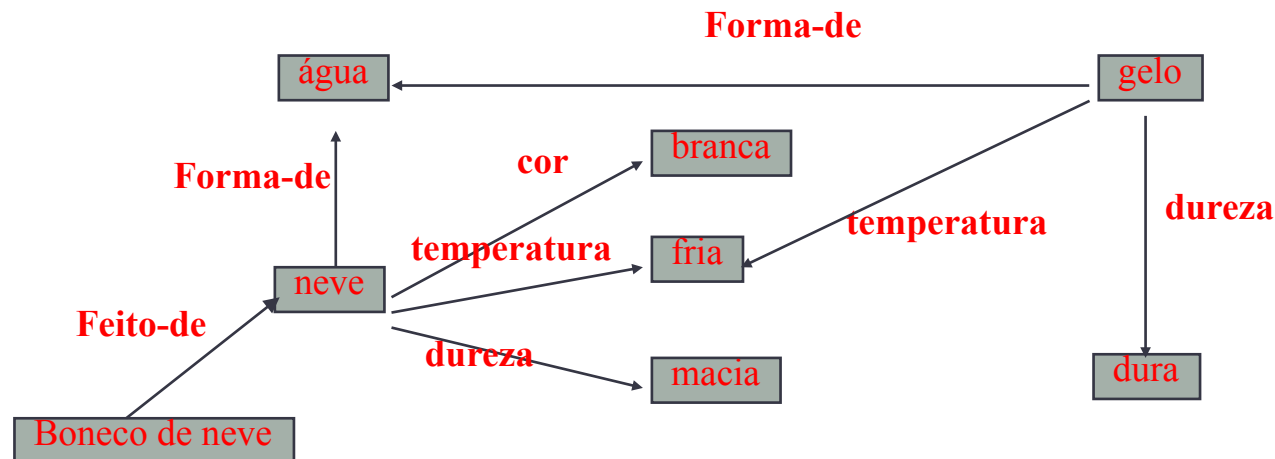 Forma-de
água
gelo
branca
cor
Forma-de
dureza
temperatura
temperatura
fria
neve
Feito-de
dureza
macia
dura
Boneco de neve